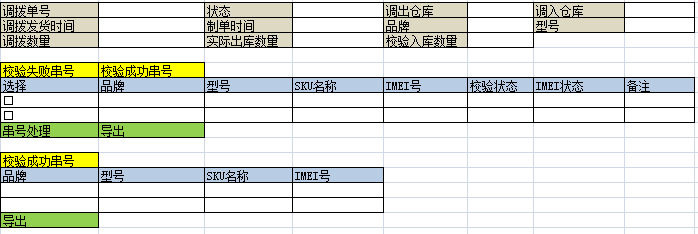 调拨单号 状态 调出仓库 调入仓库
调拨发货时间 制单时间 品牌 型号
调拨数量 实际出库数量 校验入库数量
校验失败串号 校验成功串号
选择 品牌 型号 SKU名称 IMEI号 校验状态 IMEI状态 备注
串号处理 导出
校验成功串号
品牌 型号 SKU名称 IMEI号
导出